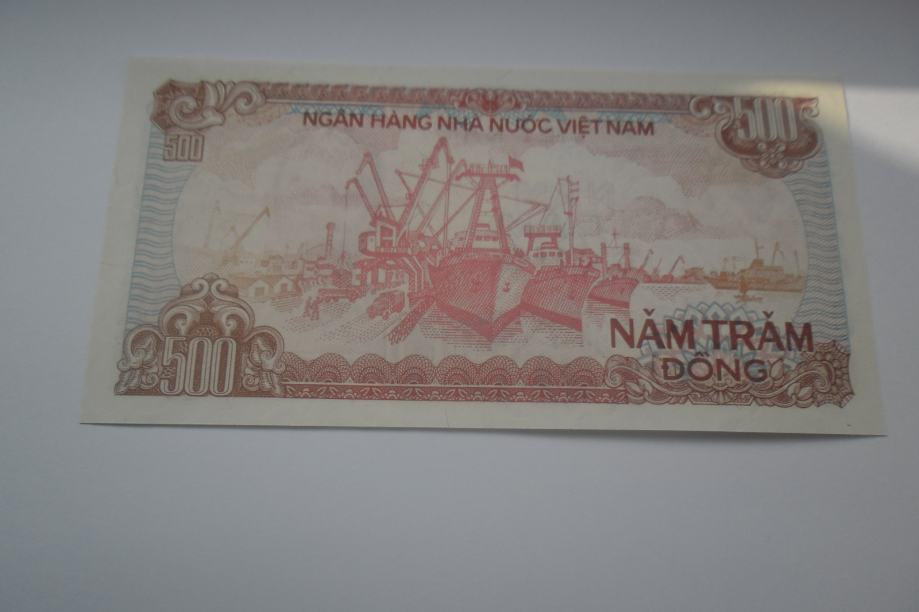 NGÂN HÀNG NHÀ NƯỚC VIỆT NAM
500
500
500
NĂM TRĂM
ĐỒNG